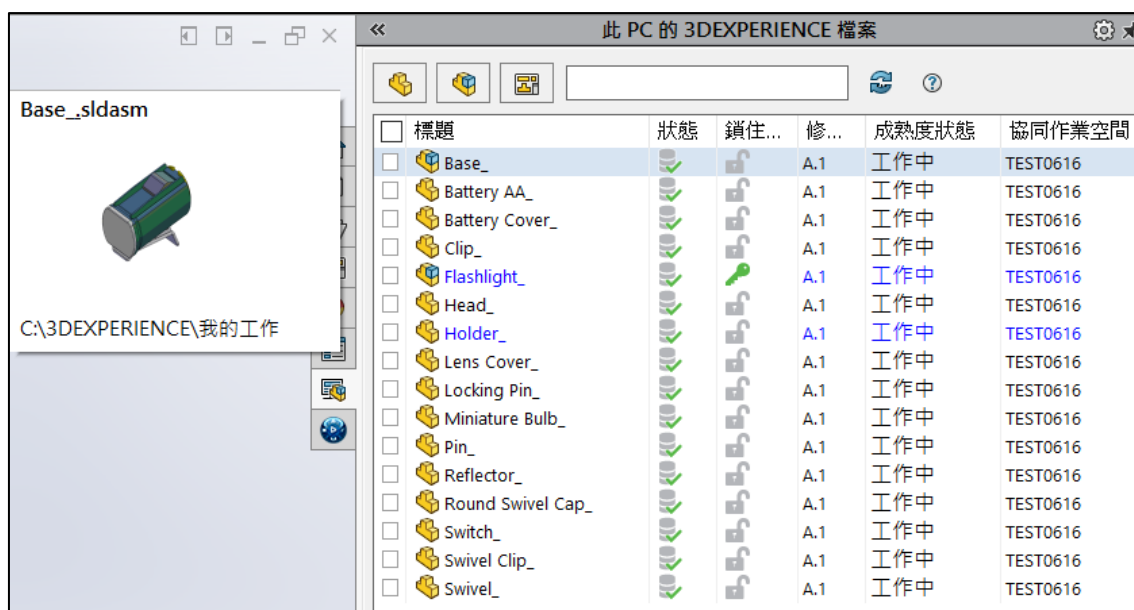 此 PC 的 3DEXPERIENCE 檔案
Base_.sldasm
C:\3DEXPERIENCE\我的工作
標題 狀態 鎖住... 修... 成熟度狀態 協同作業空間
Base_ A.1 工作中 TEST0616
Battery AA_ A.1 工作中 TEST0616
Battery Cover_ A.1 工作中 TEST0616
Clip_ A.1 工作中 TEST0616
Flashlight_ A.1 工作中 TEST0616
Head_ A.1 工作中 TEST0616
Holder_ A.1 工作中 TEST0616
Lens Cover_ A.1 工作中 TEST0616
Locking Pin_ A.1 工作中 TEST0616
Miniature Bulb_ A.1 工作中 TEST0616
Pin_ A.1 工作中 TEST0616
Reflector_ A.1 工作中 TEST0616
Round Swivel Cap_ A.1 工作中 TEST0616
Switch_ A.1 工作中 TEST0616
Swivel Clip_ A.1 工作中 TEST0616
Swivel_ A.1 工作中 TEST0616